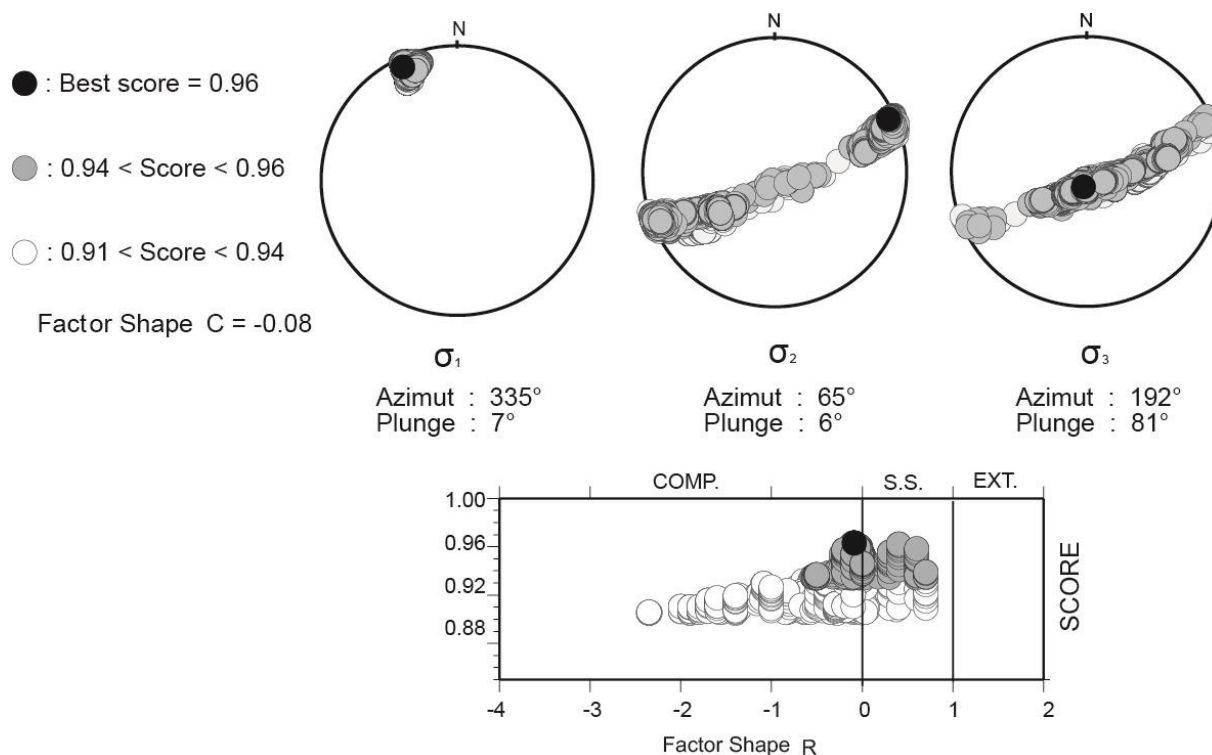 N
N
N
: Best score = 0.96
: 0.94 < Score < 0.96
: 0.91 < Score < 0.94
Factor Shape C = -0.08
σ1
Azimut : 335°
Plunge : 7°
σ2
Azimut : 65°
Plunge : 6°
σ3
Azimut : 192°
Plunge : 81°
COMP. S.S. EXT.
1.00
0.96
0.92
0.88
SCORE
-4 -3 -2 -1 0 1 2
Factor Shape R